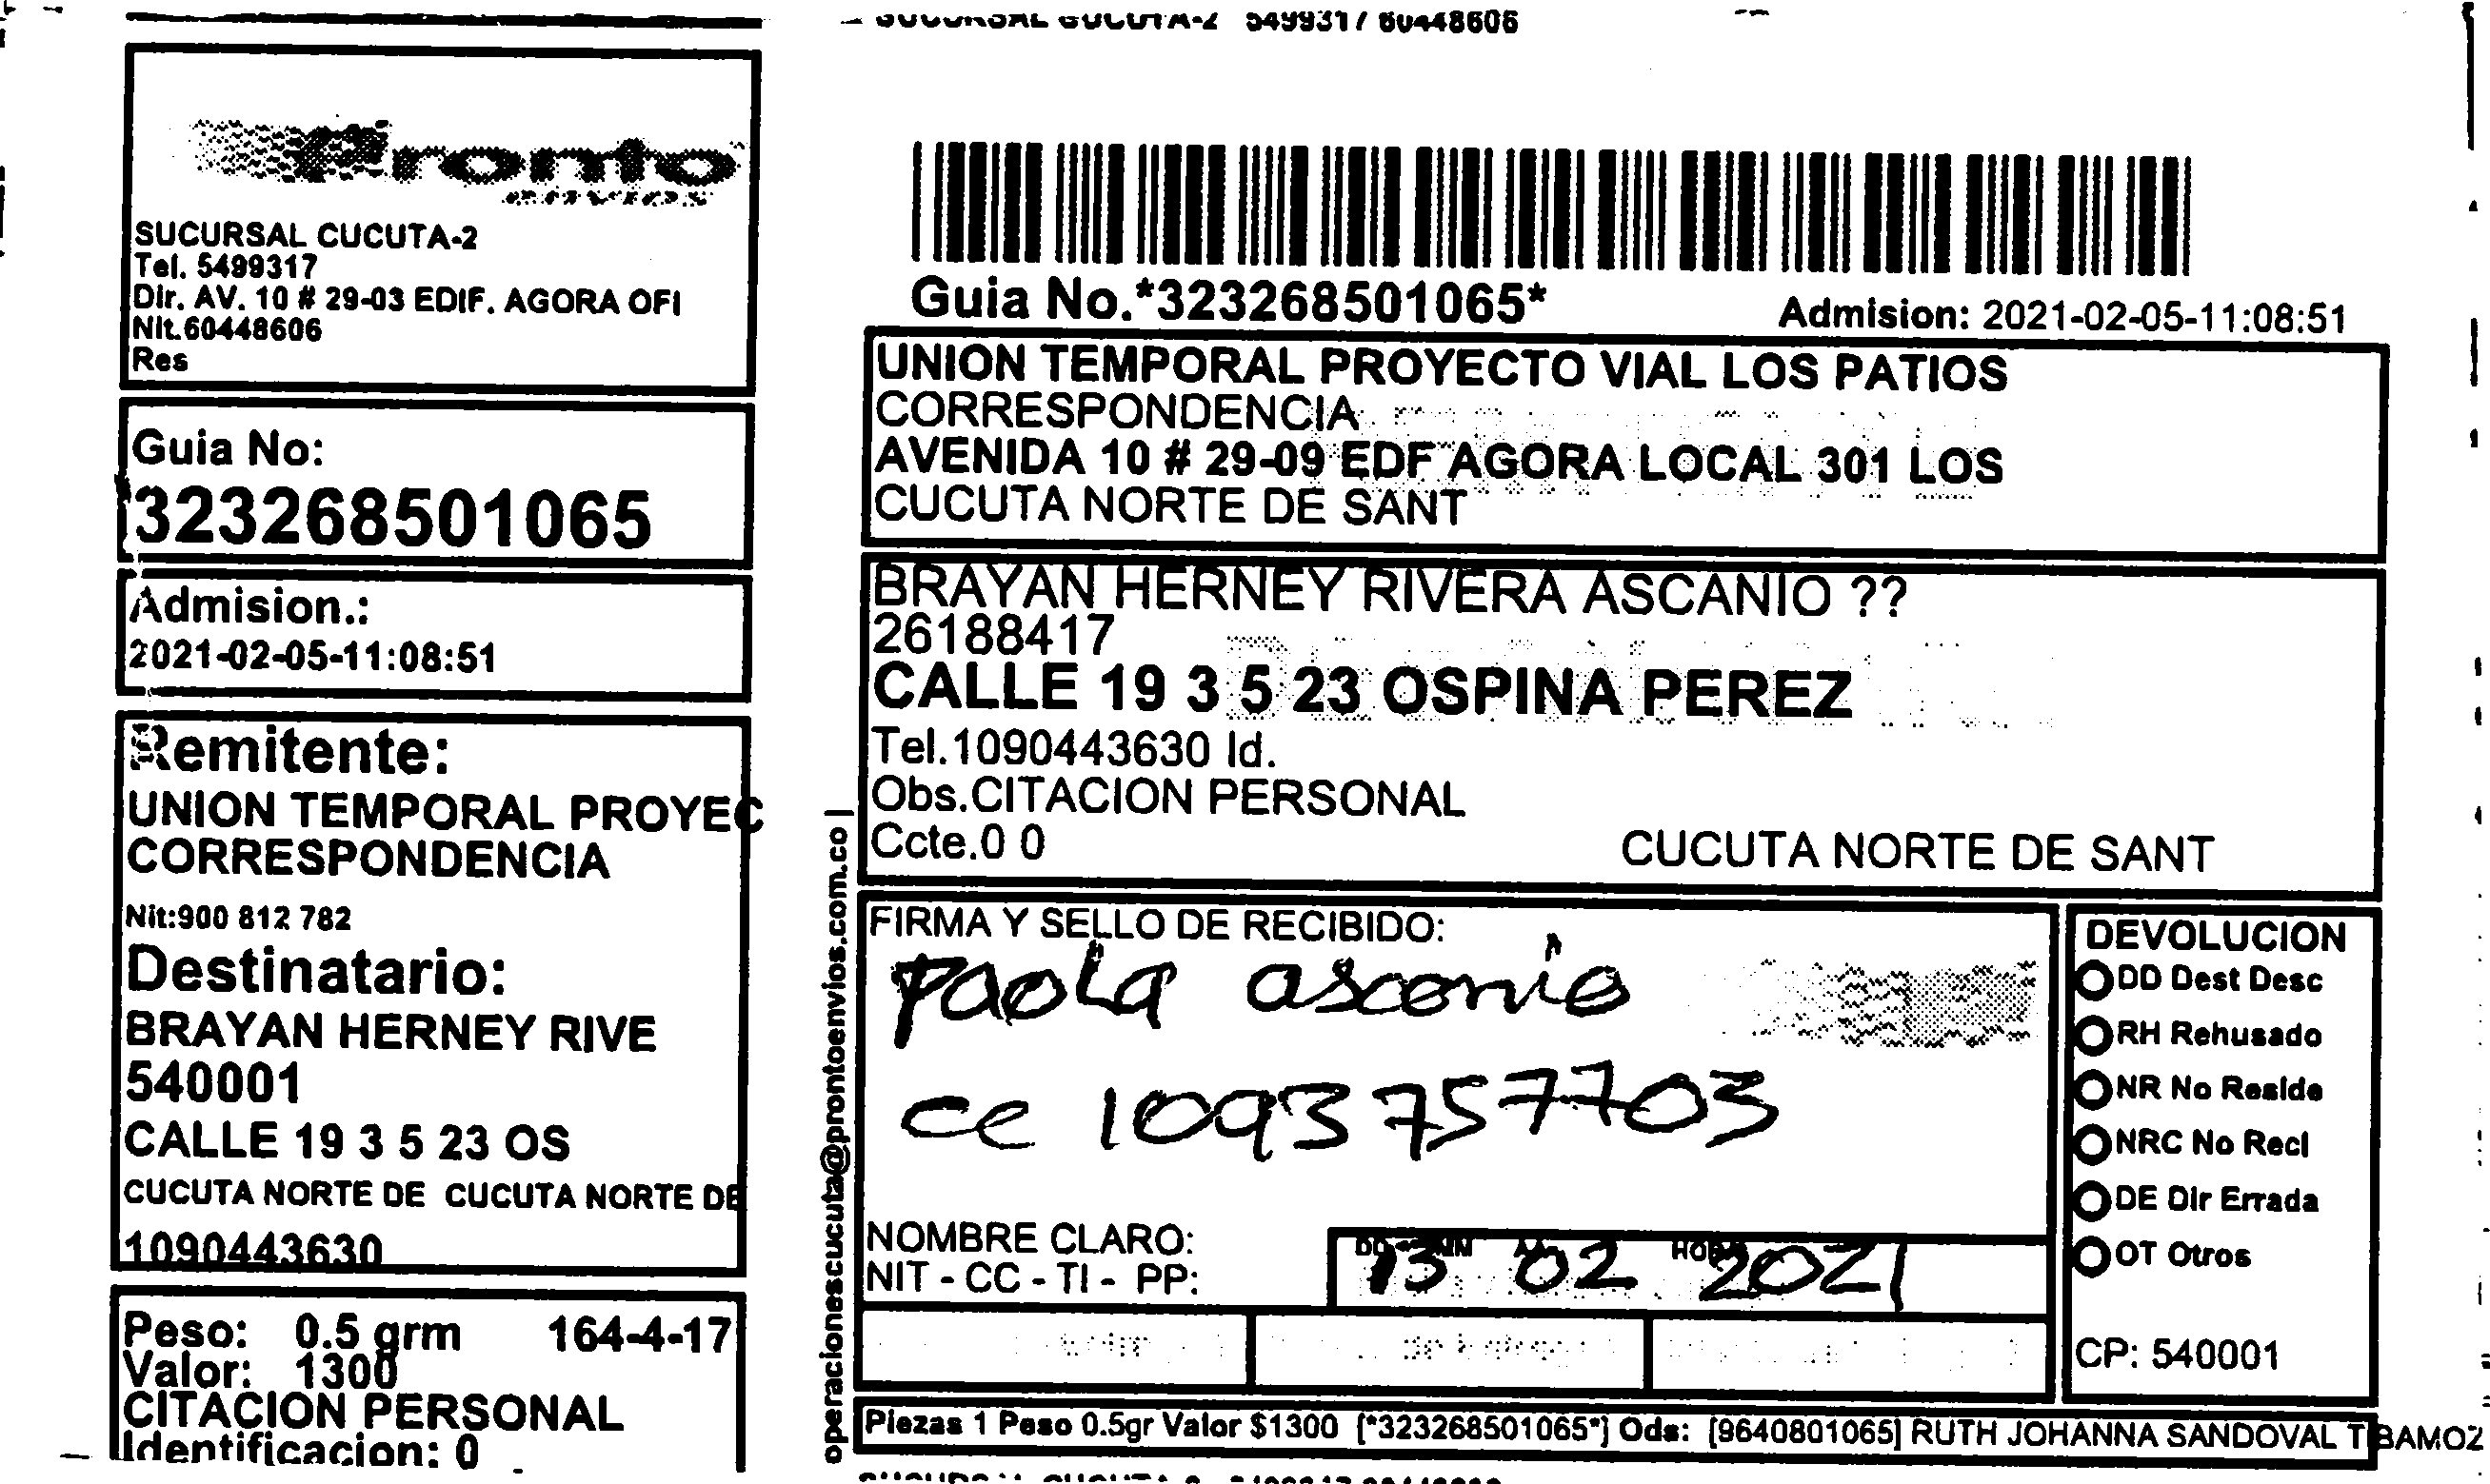 SUCURSAL CUCUTA-2 5499317 60448606
Pronto
envios
SUCURSAL CUCUTA-2
Tel. 5499317
Dir. AV. 10 # 29-03 EDIF. AGORA OFI
Nit.60448606
Res
Guia No:
323268501065
Admision.:
2021-02-05-11:08:51
Remitente:
UNION TEMPORAL PROYEC
CORRESPONDENCIA
Nit:900 812 782
Destinatario:
BRAYAN HERNEY RIVE
540001
CALLE 19 3 5 23 OS
CUCUTA NORTE DE CUCUTA NORTE DE
1090443630
Peso: 0.5 grm 164-4-17
Valor: 1300
CITACION PERSONAL
Identificacion: 0
operacionescucuta@prontoenvios.com.co |
Guia No.*323268501065* Admision: 2021-02-05-11:08:51
UNION TEMPORAL PROYECTO VIAL LOS PATIOS
CORRESPONDENCIA
AVENIDA 10 # 29-09 EDF AGORA LOCAL 301 LOS
CUCUTA NORTE DE SANT
BRAYAN HERNEY RIVERA ASCANIO ??
26188417
CALLE 19 3 5 23 OSPINA PEREZ
Tel.1090443630 Id.
Obs.CITACION PERSONAL
Ccte.0 0 CUCUTA NORTE DE SANT
FIRMA Y SELLO DE RECIBIDO:
Paola ascanio
cc 1093757703
NOMBRE CLARO:
NIT - CC - TI - PP:
DD MM AA HORA
13 02 2021
DEVOLUCION
DD Dest Desc
RH Rehusado
NR No Reside
NRC No Recl
DE Dir Errada
OT Otros
CP: 540001
Piezas 1 Peso 0.5gr Valor $1300 [*323268501065*] Ods: [9640801065] RUTH JOHANNA SANDOVAL TIBAMOZ